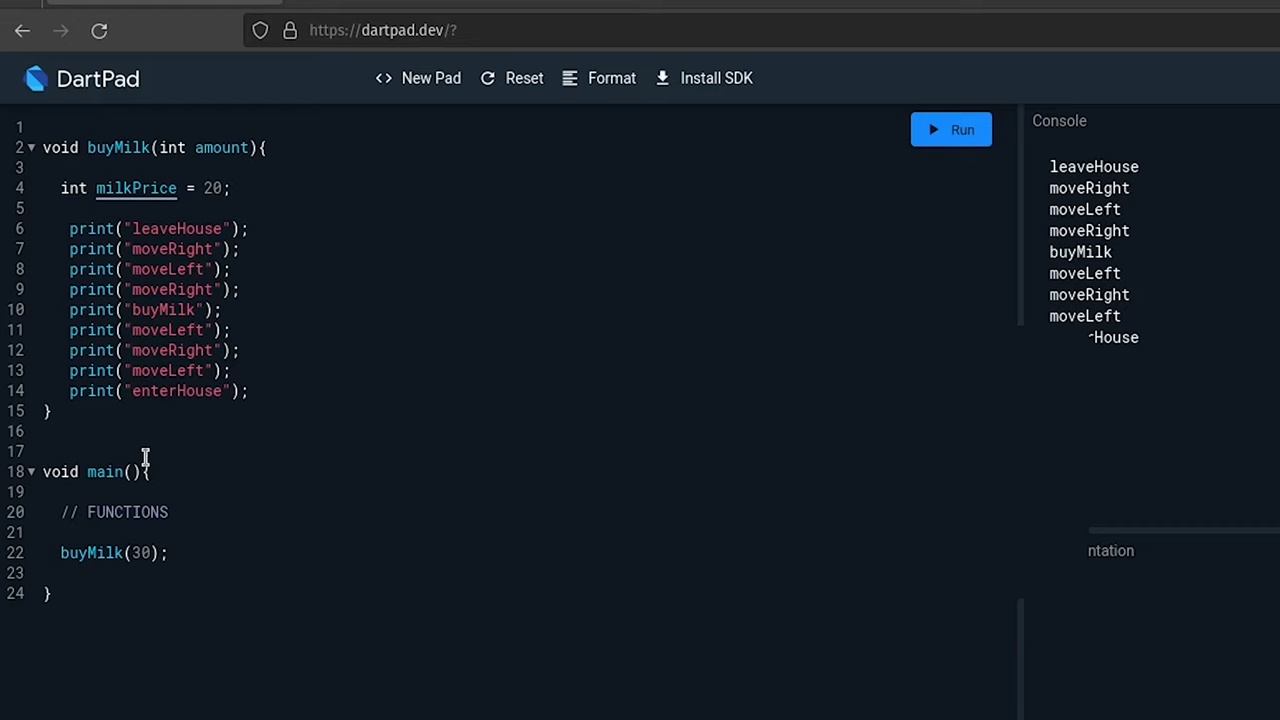 https://dartpad.dev/?
DartPad
<> New Pad
Reset
Format
Install SDK
Run
Console
1
2 void buyMilk(int amount){
3
4 int milkPrice = 20;
5
6 print("leaveHouse");
7 print("moveRight");
8 print("moveLeft");
9 print("moveRight");
10 print("buyMilk");
11 print("moveLeft");
12 print("moveRight");
13 print("moveLeft");
14 print("enterHouse");
15 }
16
17
18 void main(){
19
20 // FUNCTIONS
21
22 buyMilk(30);
23
24 }
leaveHouse
moveRight
moveLeft
moveRight
buyMilk
moveLeft
moveRight
moveLeft
rHouse
ntation